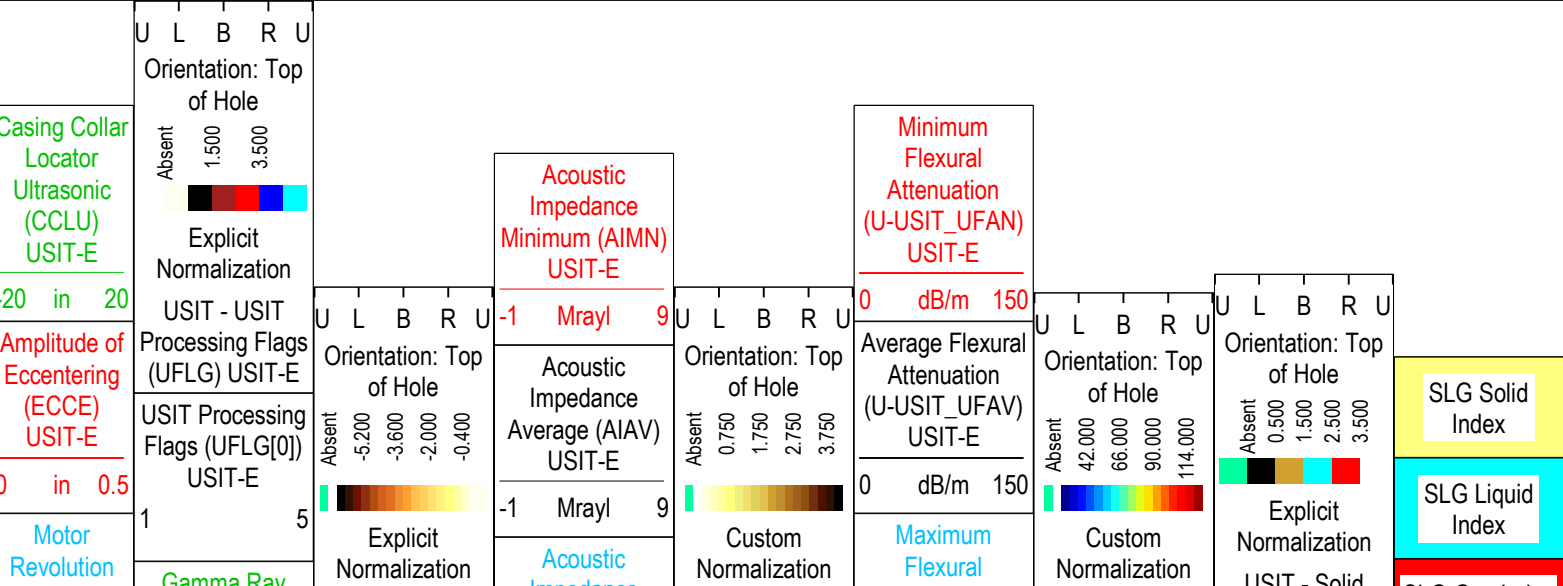 Casing Collar
Locator
Ultrasonic
(CCLU)
USIT-E
-20 in 20
Amplitude of
Eccentering
(ECCE)
USIT-E
0 in 0.5
Motor
Revolution
U L B R U
Orientation: Top
of Hole
Absent
1.500
3.500
Explicit
Normalization
USIT - USIT
Processing Flags
(UFLG) USIT-E
USIT Processing
Flags (UFLG[0])
USIT-E
1 5
Gamma Ray
U L B R U
Orientation: Top
of Hole
Absent
-5.200
-3.600
-2.000
-0.400
Explicit
Normalization
Acoustic
Impedance
Minimum (AIMN)
USIT-E
-1 Mrayl 9
Acoustic
Impedance
Average (AIAV)
USIT-E
-1 Mrayl 9
Acoustic
Impedance
U L B R U
Orientation: Top
of Hole
Absent
0.750
1.750
2.750
3.750
Custom
Normalization
Minimum
Flexural
Attenuation
(U-USIT_UFAN)
USIT-E
0 dB/m 150
Average Flexural
Attenuation
(U-USIT_UFAV)
USIT-E
0 dB/m 150
Maximum
Flexural
U L B R U
Orientation: Top
of Hole
Absent
42.000
66.000
90.000
114.000
Custom
Normalization
U L B R U
Orientation: Top
of Hole
Absent
0.500
1.500
2.500
3.500
Explicit
Normalization
USIT - Solid
SLG Solid
Index
SLG Liquid
Index